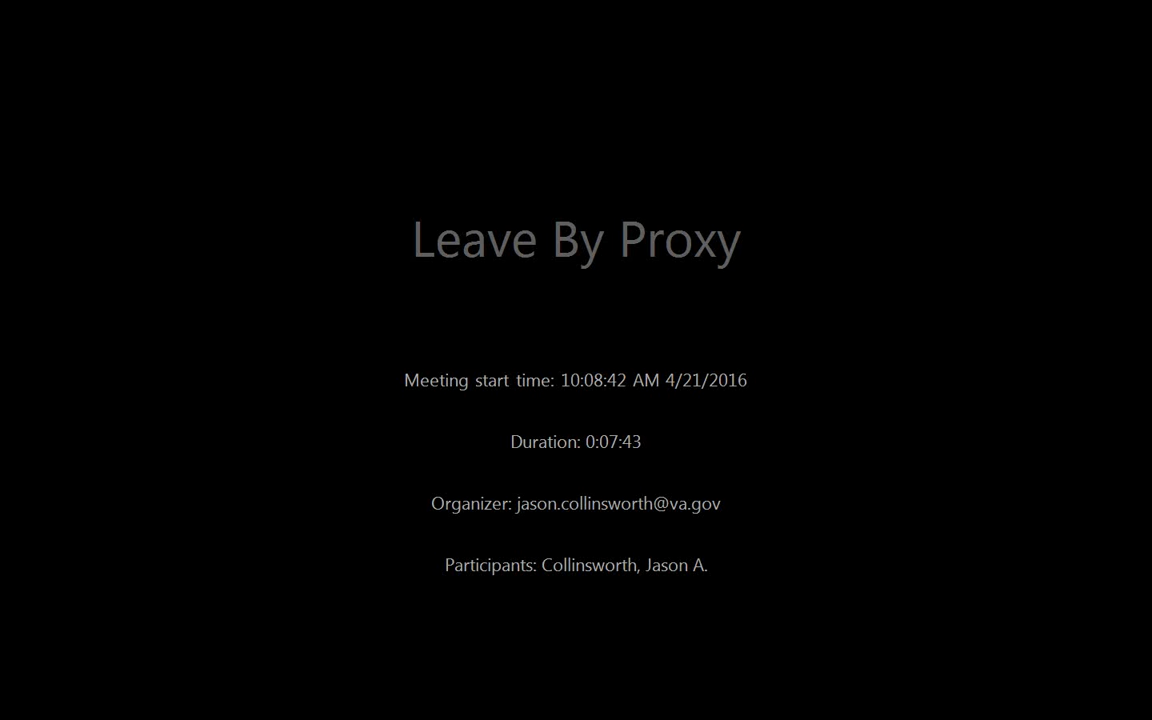 Leave By Proxy
Meeting start time: 10:08:42 AM 4/21/2016
Duration: 0:07:43
Organizer: jason.collinsworth@va.gov
Participants: Collinsworth, Jason A.